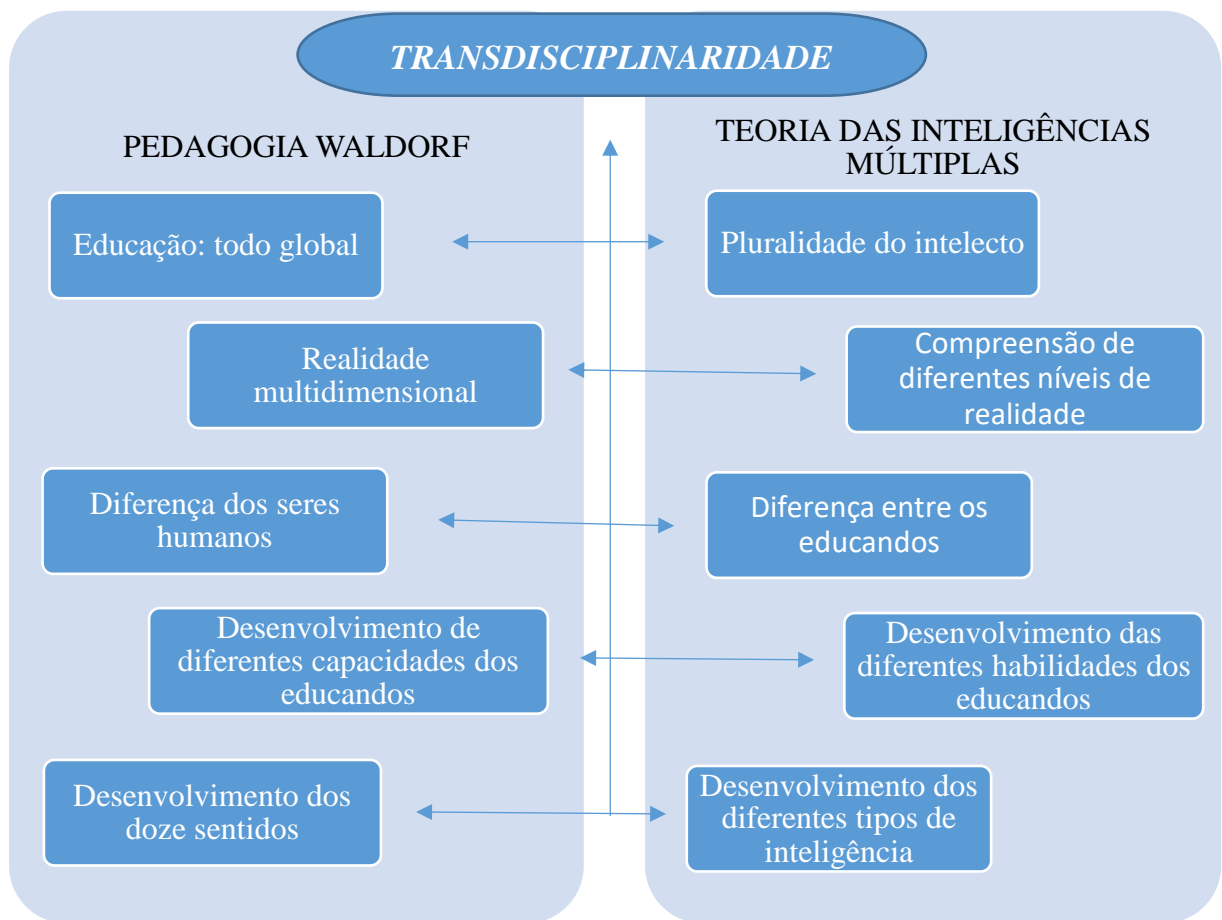 TRANSDISCIPLINARIDADE
PEDAGOGIA WALDORF
TEORIA DAS INTELIGÊNCIAS
MÚLTIPLAS
Educação: todo global
Pluralidade do intelecto
Realidade
multidimensional
Compreensão de
diferentes níveis de
realidade
Diferença dos seres
humanos
Diferença entre os
educandos
Desenvolvimento de
diferentes capacidades dos
educandos
Desenvolvimento das
diferentes habilidades dos
educandos
Desenvolvimento dos
doze sentidos
Desenvolvimento dos
diferentes tipos de
inteligência